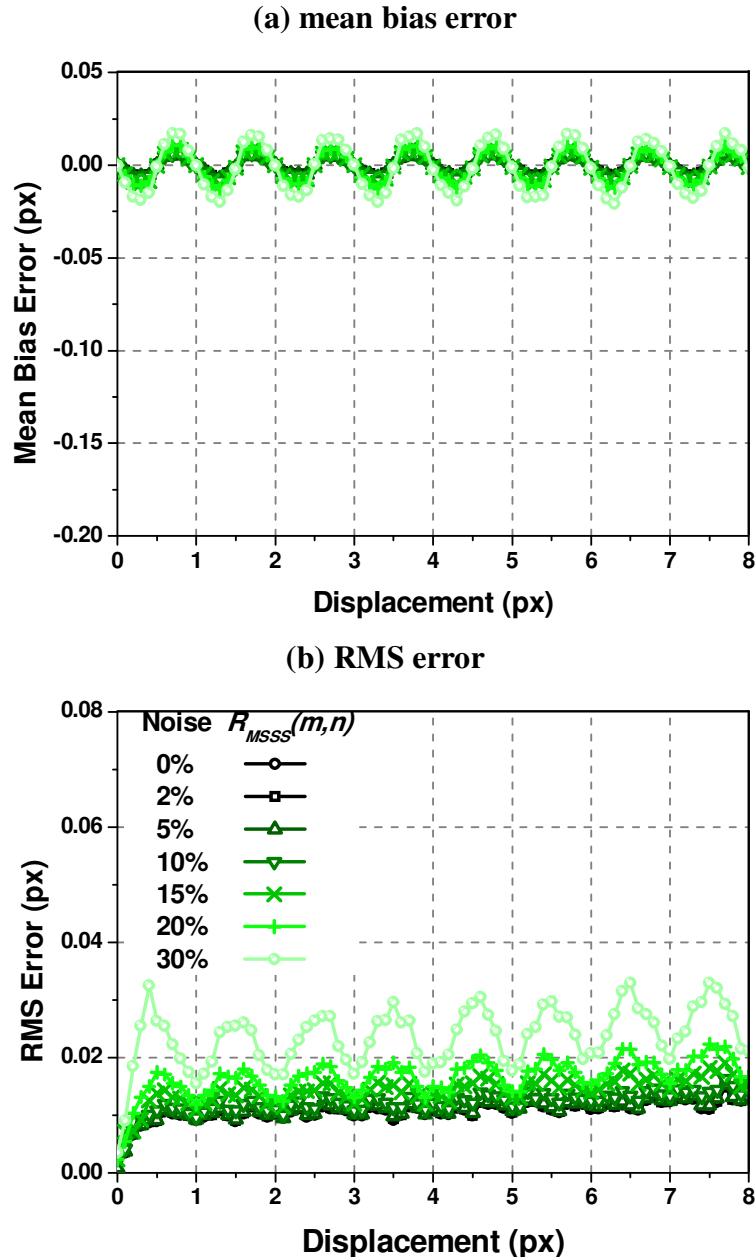 (a) mean bias error
0.05
0.00
-0.05
-0.10
-0.15
-0.20
Mean Bias Error (px)
0 1 2 3 4 5 6 7 8
Displacement (px)
(b) RMS error
0.08
0.06
0.04
0.02
0.00
RMS Error (px)
Noise R_MSSS(m,n)
0%
2%
5%
10%
15%
20%
30%
0 1 2 3 4 5 6 7 8
Displacement (px)